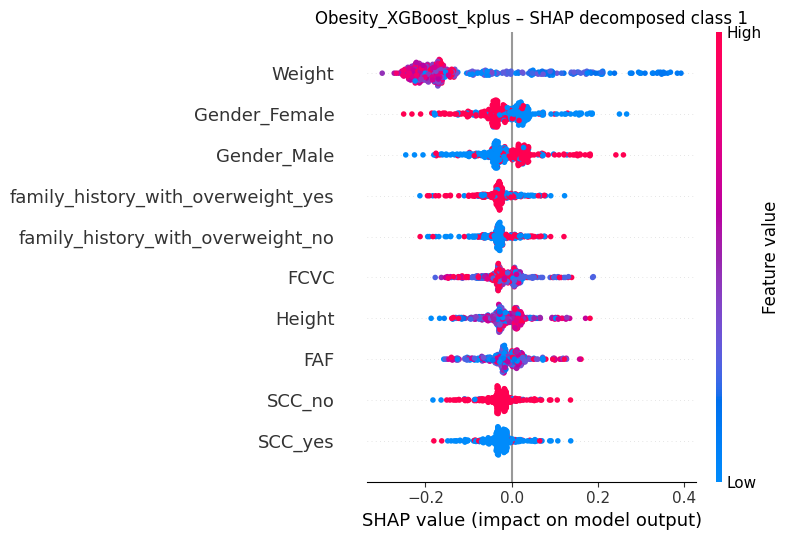 Obesity_XGBoost_kplus – SHAP decomposed class 1
High
Weight
Gender_Female
Gender_Male
family_history_with_overweight_yes
family_history_with_overweight_no
FCVC
Height
FAF
SCC_no
SCC_yes
Feature value
Low
−0.2 0.0 0.2 0.4
SHAP value (impact on model output)